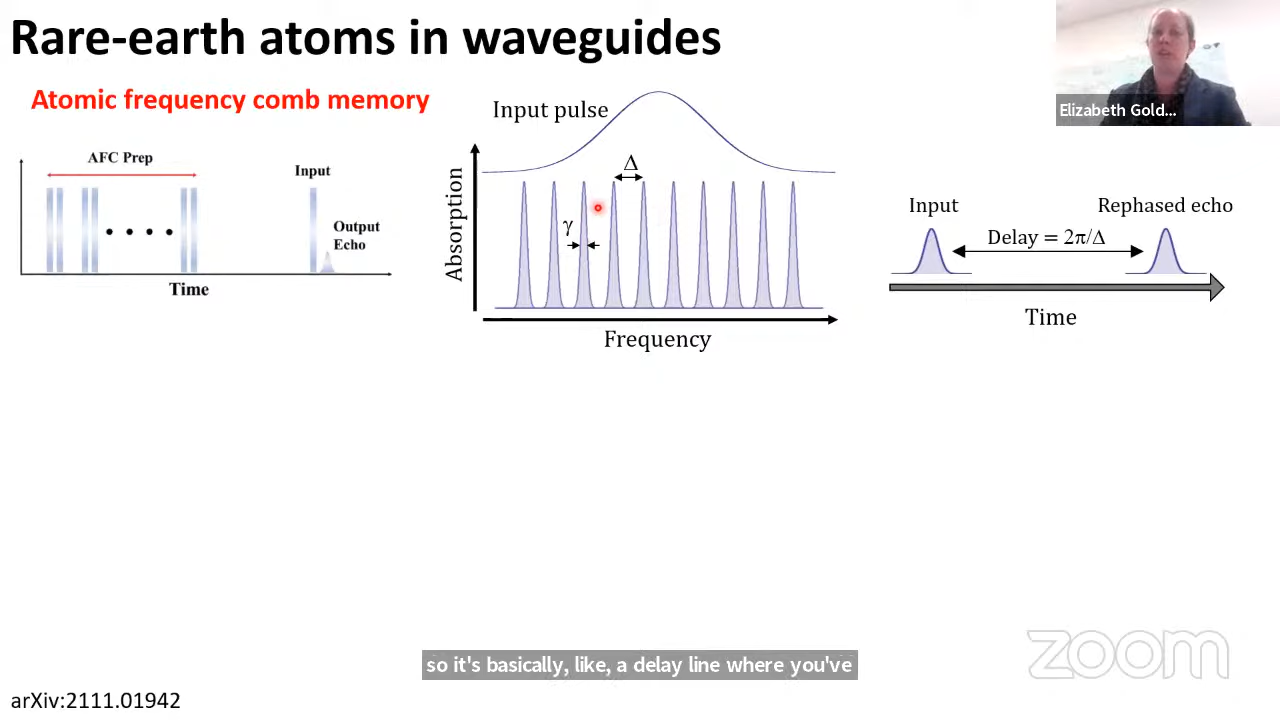 Rare-earth atoms in waveguides
Atomic frequency comb memory
AFC Prep
Input
Output
Echo
Time
Input pulse
Δ
γ
Absorption
Frequency
Input
Rephased echo
Delay = 2π/Δ
Time
Elizabeth Gold...
so it's basically, like, a delay line where you've
zoom
arXiv:2111.01942